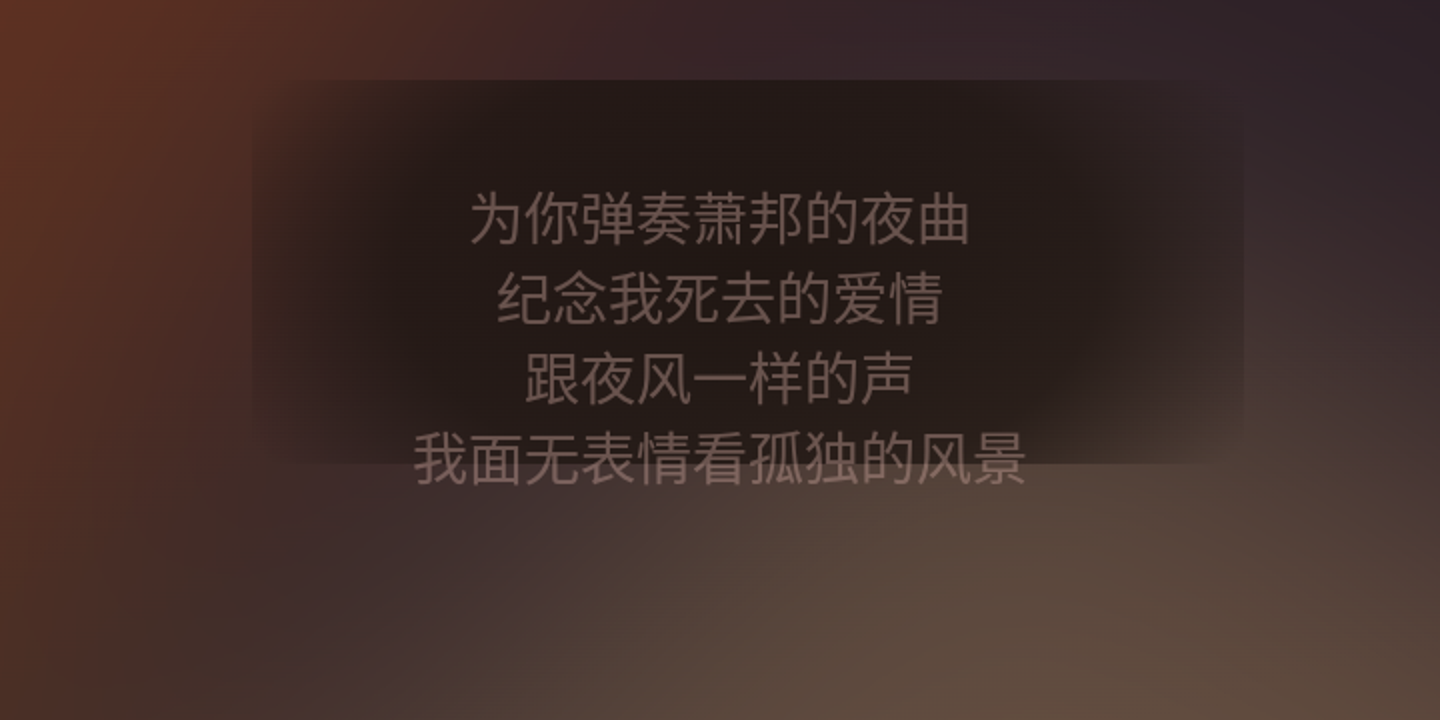 为你弹奏萧邦的夜曲
纪念我死去的爱情
跟夜风一样的声
我面无表情看孤独的风景